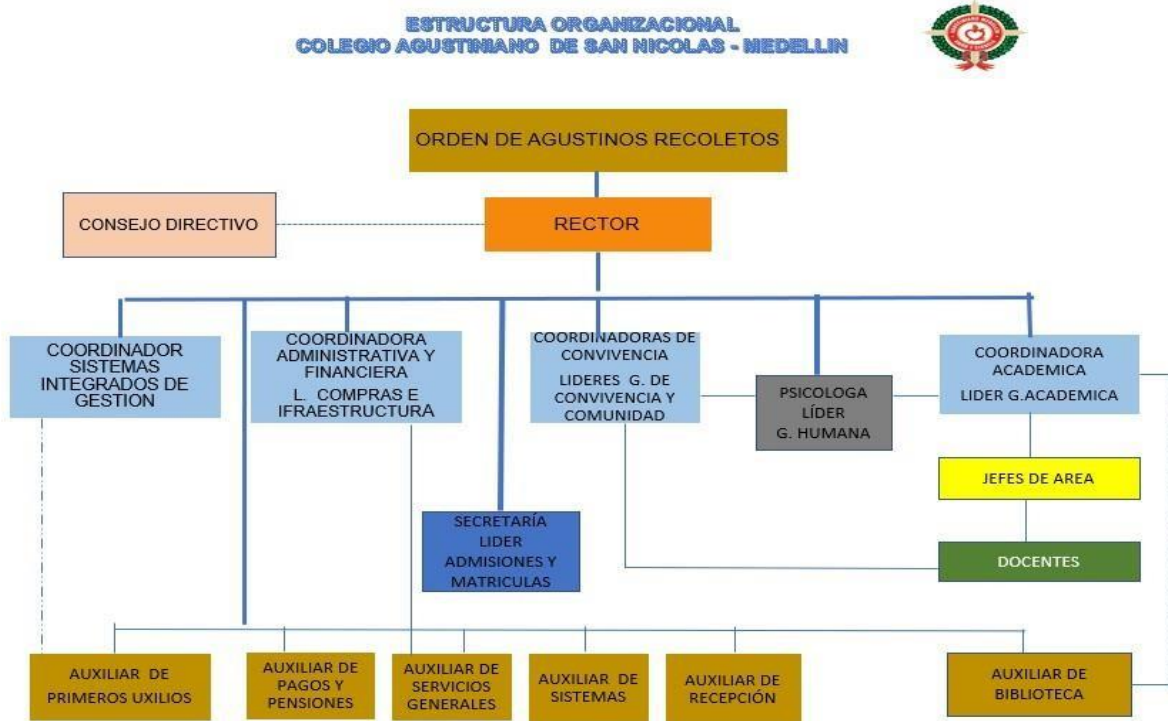 ESTRUCTURA ORGANIZACIONAL
COLEGIO AGUSTINIANO DE SAN NICOLAS - MEDELLIN
ORDEN DE AGUSTINOS RECOLETOS
CONSEJO DIRECTIVO
RECTOR
COORDINADOR
SISTEMAS
INTEGRADOS DE
GESTION
COORDINADORA
ADMINISTRATIVA Y
FINANCIERA
L. COMPRAS E
IFRAESTRUCTURA
COORDINADORAS DE
CONVIVENCIA
LIDERES G. DE
CONVIVENCIA Y
COMUNIDAD
PSICOLOGA
LÍDER
G. HUMANA
COORDINADORA
ACADEMICA
LIDER G.ACADEMICA
JEFES DE AREA
SECRETARÍA
LIDER
ADMISIONES Y
MATRICULAS
DOCENTES
AUXILIAR DE
PRIMEROS UXILIOS
AUXILIAR DE
PAGOS Y
PENSIONES
AUXILIAR DE
SERVICIOS
GENERALES
AUXILIAR DE
SISTEMAS
AUXILIAR DE
RECEPCIÓN
AUXILIAR DE
BIBLIOTECA